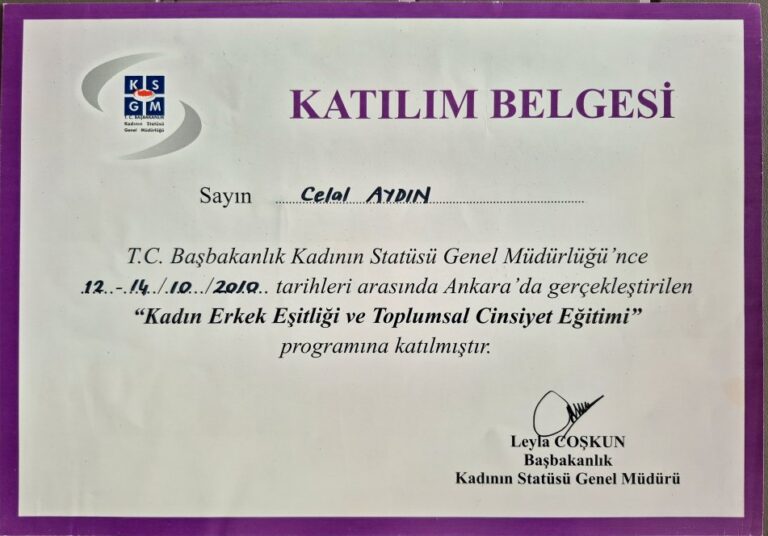 KATILIM BELGESİ
K S
G M
T.C. BAŞBAKANLIK
Kadının Statüsü
Genel Müdürlüğü
Sayın Celal AYDIN
T.C. Başbakanlık Kadının Statüsü Genel Müdürlüğü’nce
12..-.14./.10../2010.. tarihleri arasında Ankara’da gerçekleştirilen
“Kadın Erkek Eşitliği ve Toplumsal Cinsiyet Eğitimi”
programına katılmıştır.
Leyla COŞKUN
Başbakanlık
Kadının Statüsü Genel Müdürü